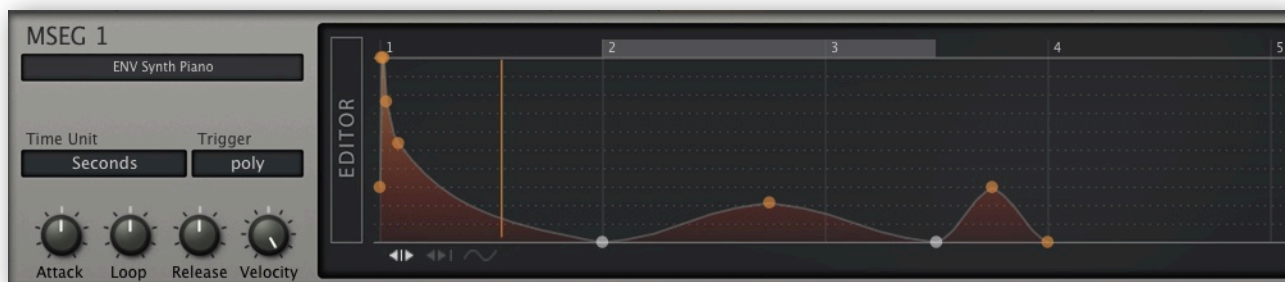 MSEG 1
ENV Synth Piano
Time Unit
Trigger
Seconds
poly
Attack
Loop
Release
Velocity
EDITOR
1
2
3
4
5